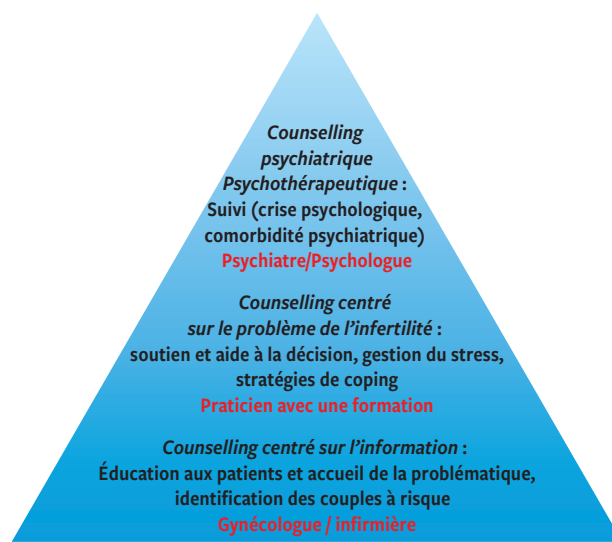 Counselling
psychiatrique
Psychothérapeutique :
Suivi (crise psychologique,
comorbidité psychiatrique)
Psychiatre/Psychologue
Counselling centré
sur le problème de l’infertilité :
soutien et aide à la décision, gestion du stress,
stratégies de coping
Praticien avec une formation
Counselling centré sur l’information :
Éducation aux patients et accueil de la problématique,
identification des couples à risque
Gynécologue / infirmière